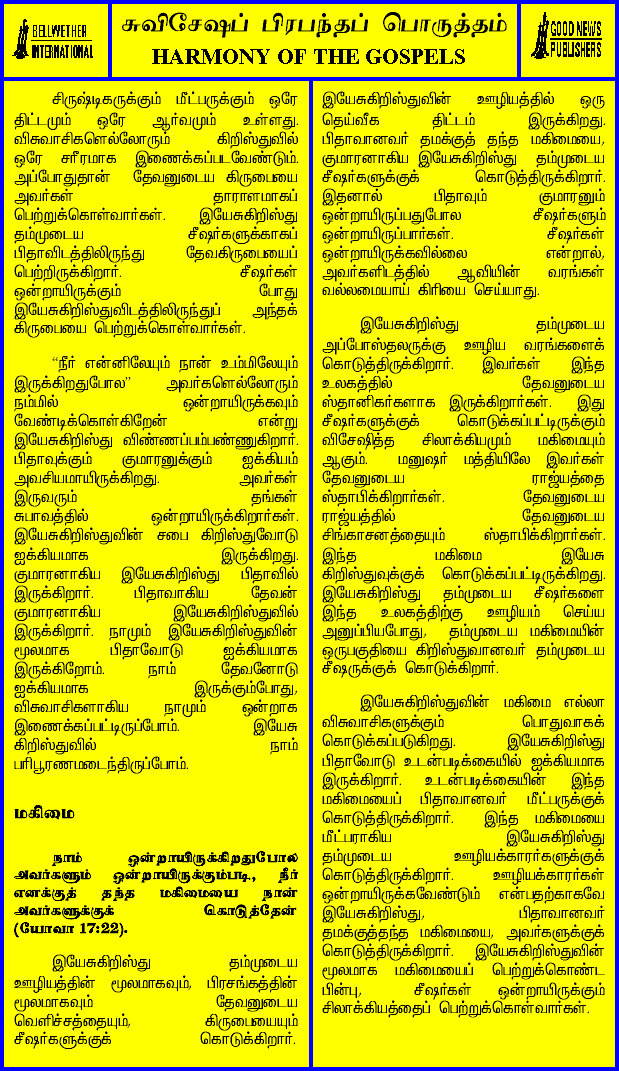 BELLWETHER
INTERNATIONAL
சுவிசேஷப் பிரபந்தப் பொருத்தம்
HARMONY OF THE GOSPELS
GOOD NEWS
PUBLISHERS
சிருஷ்டிகருக்கும் மீட்பருக்கும் ஒரே
திட்டமும் ஒரே ஆர்வமும் உள்ளது.
விசுவாசிகளெல்லோரும் கிறிஸ்துவில்
ஒரே சரீரமாக இணைக்கப்படவேண்டும்.
அப்போதுதான் தேவனுடைய கிருபையை
அவர்கள் தாராளமாகப்
பெற்றுக்கொள்வார்கள். இயேசுகிறிஸ்து
தம்முடைய சீஷர்களுக்காகப்
பிதாவிடத்திலிருந்து தேவகிருபையைப்
பெற்றிருக்கிறார். சீஷர்கள்
ஒன்றாயிருக்கும் போது
இயேசுகிறிஸ்துவிடத்திலிருந்துப் அந்தக்
கிருபையை பெற்றுக்கொள்வார்கள்.
“நீர் என்னிலேயும் நான் உம்மிலேயும்
இருக்கிறதுபோல” அவர்களெல்லோரும்
நம்மில் ஒன்றாயிருக்கவும்
வேண்டிக்கொள்கிறேன் என்று
இயேசுகிறிஸ்து விண்ணப்பம்பண்ணுகிறார்.
பிதாவுக்கும் குமாரனுக்கும் ஐக்கியம்
அவசியமாயிருக்கிறது. அவர்கள்
இருவரும் தங்கள்
சுபாவத்தில் ஒன்றாயிருக்கிறார்கள்.
இயேசுகிறிஸ்துவின் சபை கிறிஸ்துவோடு
ஐக்கியமாக இருக்கிறது.
குமாரனாகிய இயேசுகிறிஸ்து பிதாவில்
இருக்கிறார். பிதாவாகிய தேவன்
குமாரனாகிய இயேசுகிறிஸ்துவில்
இருக்கிறார். நாமும் இயேசுகிறிஸ்துவின்
மூலமாக பிதாவோடு ஐக்கியமாக
இருக்கிறோம். நாம் தேவனோடு
ஐக்கியமாக இருக்கும்போது,
விசுவாசிகளாகிய நாமும் ஒன்றாக
இணைக்கப்பட்டிருப்போம். இயேசு
கிறிஸ்துவில் நாம்
பரிபூரணமடைந்திருப்போம்.
மகிமை
நாம் ஒன்றாயிருக்கிறதுபோல
அவர்களும் ஒன்றாயிருக்கும்படி, நீர்
எனக்குத் தந்த மகிமையை நான்
அவர்களுக்குக் கொடுத்தேன்
(யோவா 17:22).
இயேசுகிறிஸ்து தம்முடைய
ஊழியத்தின் மூலமாகவும், பிரசங்கத்தின்
மூலமாகவும் தேவனுடைய
வெளிச்சத்தையும், கிருபையையும்
சீஷர்களுக்குக் கொடுக்கிறார்.
இயேசுகிறிஸ்துவின் ஊழியத்தில் ஒரு
தெய்வீக திட்டம் இருக்கிறது.
பிதாவானவர் தமக்குத் தந்த மகிமையை,
குமாரனாகிய இயேசுகிறிஸ்து தம்முடைய
சீஷர்களுக்குக் கொடுத்திருக்கிறார்.
இதனால் பிதாவும் குமாரனும்
ஒன்றாயிருப்பதுபோல சீஷர்களும்
ஒன்றாயிருப்பார்கள். சீஷர்கள்
ஒன்றாயிருக்கவில்லை என்றால்,
அவர்களிடத்தில் ஆவியின் வரங்கள்
வல்லமையாய் கிரியை செய்யாது.
இயேசுகிறிஸ்து தம்முடைய
அப்போஸ்தலருக்கு ஊழிய வரங்களைக்
கொடுத்திருக்கிறார். இவர்கள் இந்த
உலகத்தில் தேவனுடைய
ஸ்தானிகர்களாக இருக்கிறார்கள். இது
சீஷர்களுக்குக் கொடுக்கப்பட்டிருக்கும்
விசேஷித்த சிலாக்கியமும் மகிமையும்
ஆகும். மனுஷர் மத்தியிலே இவர்கள்
தேவனுடைய ராஜ்யத்தை
ஸ்தாபிக்கிறார்கள். தேவனுடைய
ராஜ்யத்தில் தேவனுடைய
சிங்காசனத்தையும் ஸ்தாபிக்கிறார்கள்.
இந்த மகிமை இயேசு
கிறிஸ்துவுக்குக் கொடுக்கப்பட்டிருக்கிறது.
இயேசுகிறிஸ்து தம்முடைய சீஷர்களை
இந்த உலகத்திற்கு ஊழியம் செய்ய
அனுப்பியபோது, தம்முடைய மகிமையின்
ஒருபகுதியை கிறிஸ்துவானவர் தம்முடைய
சீஷருக்குக் கொடுக்கிறார்.
இயேசுகிறிஸ்துவின் மகிமை எல்லா
விசுவாசிகளுக்கும் பொதுவாகக்
கொடுக்கப்படுகிறது. இயேசுகிறிஸ்து
பிதாவோடு உடன்படிக்கையில் ஐக்கியமாக
இருக்கிறார். உடன்படிக்கையின் இந்த
மகிமையைப் பிதாவானவர் மீட்பருக்குக்
கொடுத்திருக்கிறார். இந்த மகிமையை
மீட்பராகிய இயேசுகிறிஸ்து
தம்முடைய ஊழியக்காரர்களுக்குக்
கொடுத்திருக்கிறார். ஊழியக்காரர்கள்
ஒன்றாயிருக்கவேண்டும் என்பதற்காகவே
இயேசுகிறிஸ்து, பிதாவானவர்
தமக்குத்தந்த மகிமையை, அவர்களுக்குக்
கொடுத்திருக்கிறார். இயேசுகிறிஸ்துவின்
மூலமாக மகிமையைப் பெற்றுக்கொண்ட
பின்பு, சீஷர்கள் ஒன்றாயிருக்கும்
சிலாக்கியத்தைப் பெற்றுக்கொள்வார்கள்.